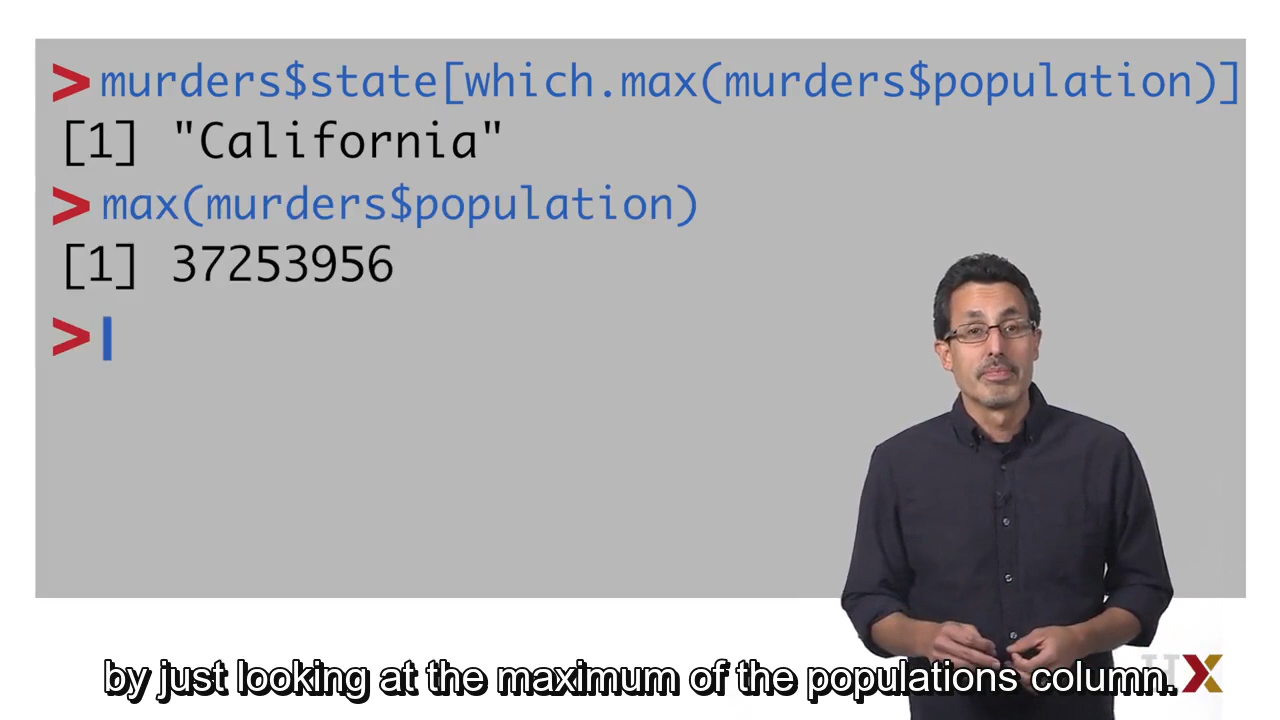 > murders$state[which.max(murders$population)]
[1] "California"
> max(murders$population)
[1] 37253956
>
by just looking at the maximum of the populations column.
HX